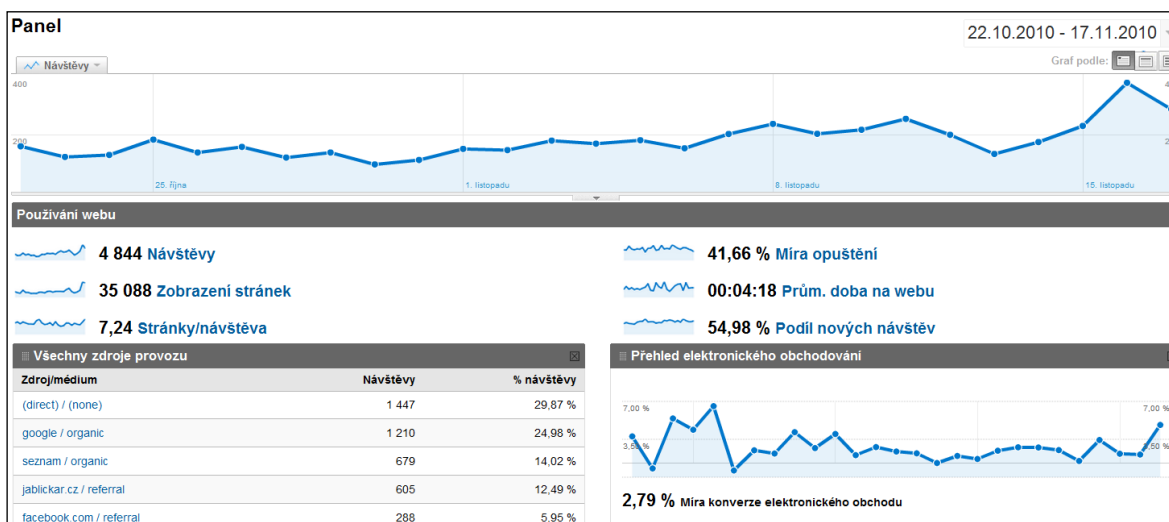 Panel
22.10.2010 - 17.11.2010
Návštěvy
Graf podle:
400
200
25. října
1. listopadu
8. listopadu
15. listopadu
Používání webu
4 844 Návštěvy
41,66 % Míra opuštění
35 088 Zobrazení stránek
00:04:18 Prům. doba na webu
7,24 Stránky/návštěva
54,98 % Podíl nových návštěv
Všechny zdroje provozu
Zdroj/médium Návštěvy % návštěvy
(direct) / (none) 1 447 29,87 %
google / organic 1 210 24,98 %
seznam / organic 679 14,02 %
jablickar.cz / referral 605 12,49 %
facebook.com / referral 288 5,95 %
Přehled elektronického obchodování
7,00 % 7,00 %
3,50 % 3,50 %
2,79 % Míra konverze elektronického obchodu